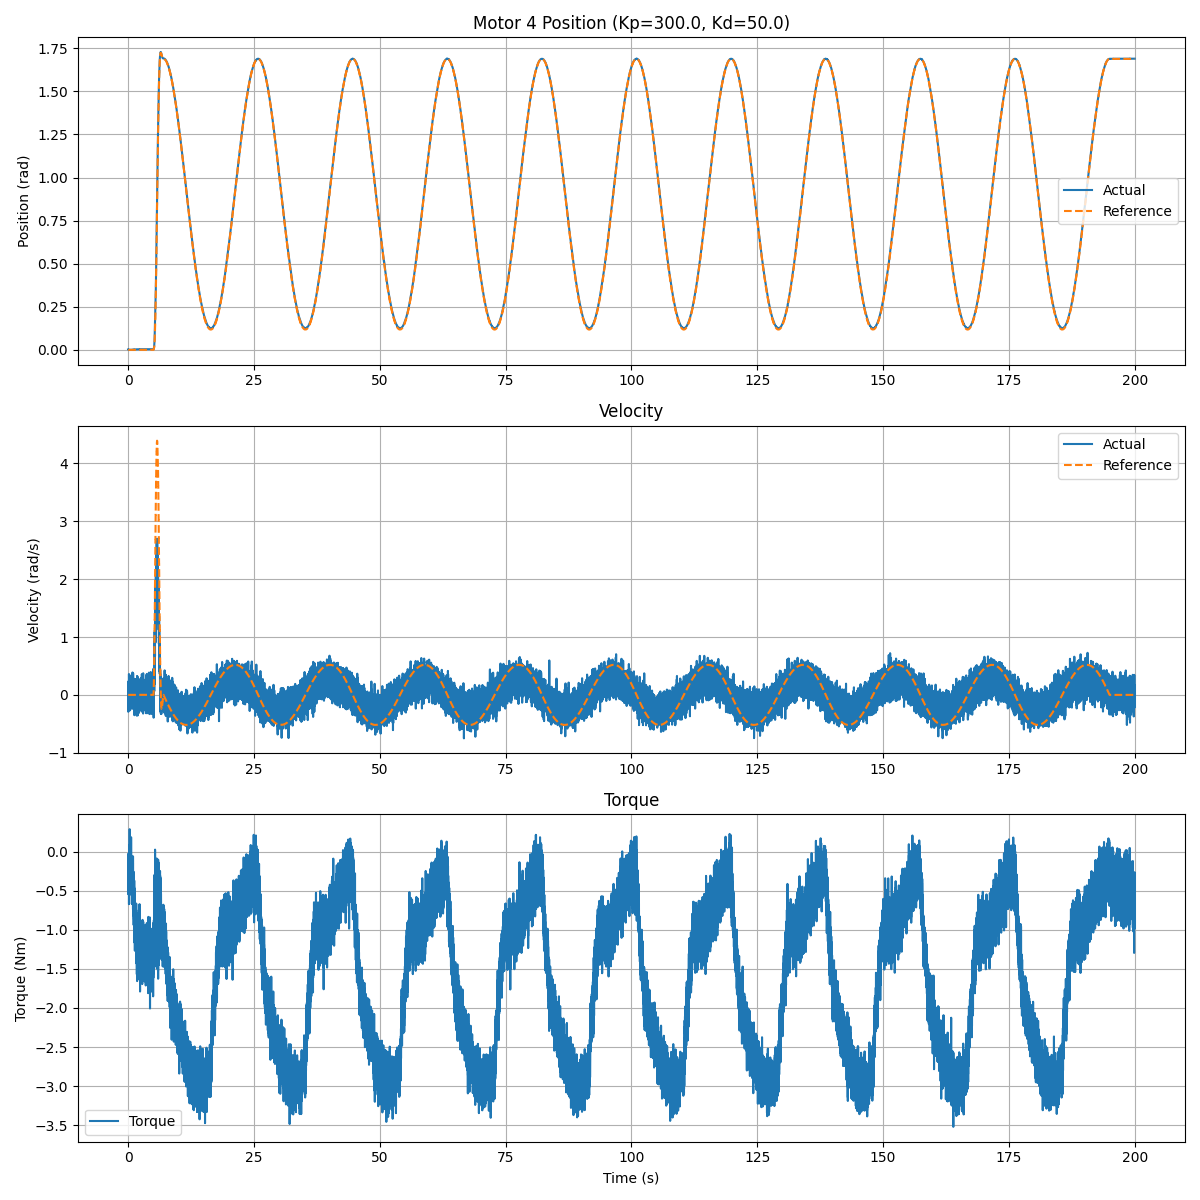 Motor 4 Position (Kp=300.0, Kd=50.0)
1.75
1.50
1.25
1.00
0.75
0.50
0.25
0.00
Position (rad)
Actual
Reference
0 25 50 75 100 125 150 175 200
Velocity
4
3
2
1
0
−1
Velocity (rad/s)
Actual
Reference
0 25 50 75 100 125 150 175 200
Torque
0.0
−0.5
−1.0
−1.5
−2.0
−2.5
−3.0
−3.5
Torque (Nm)
Torque
0 25 50 75 100 125 150 175 200
Time (s)